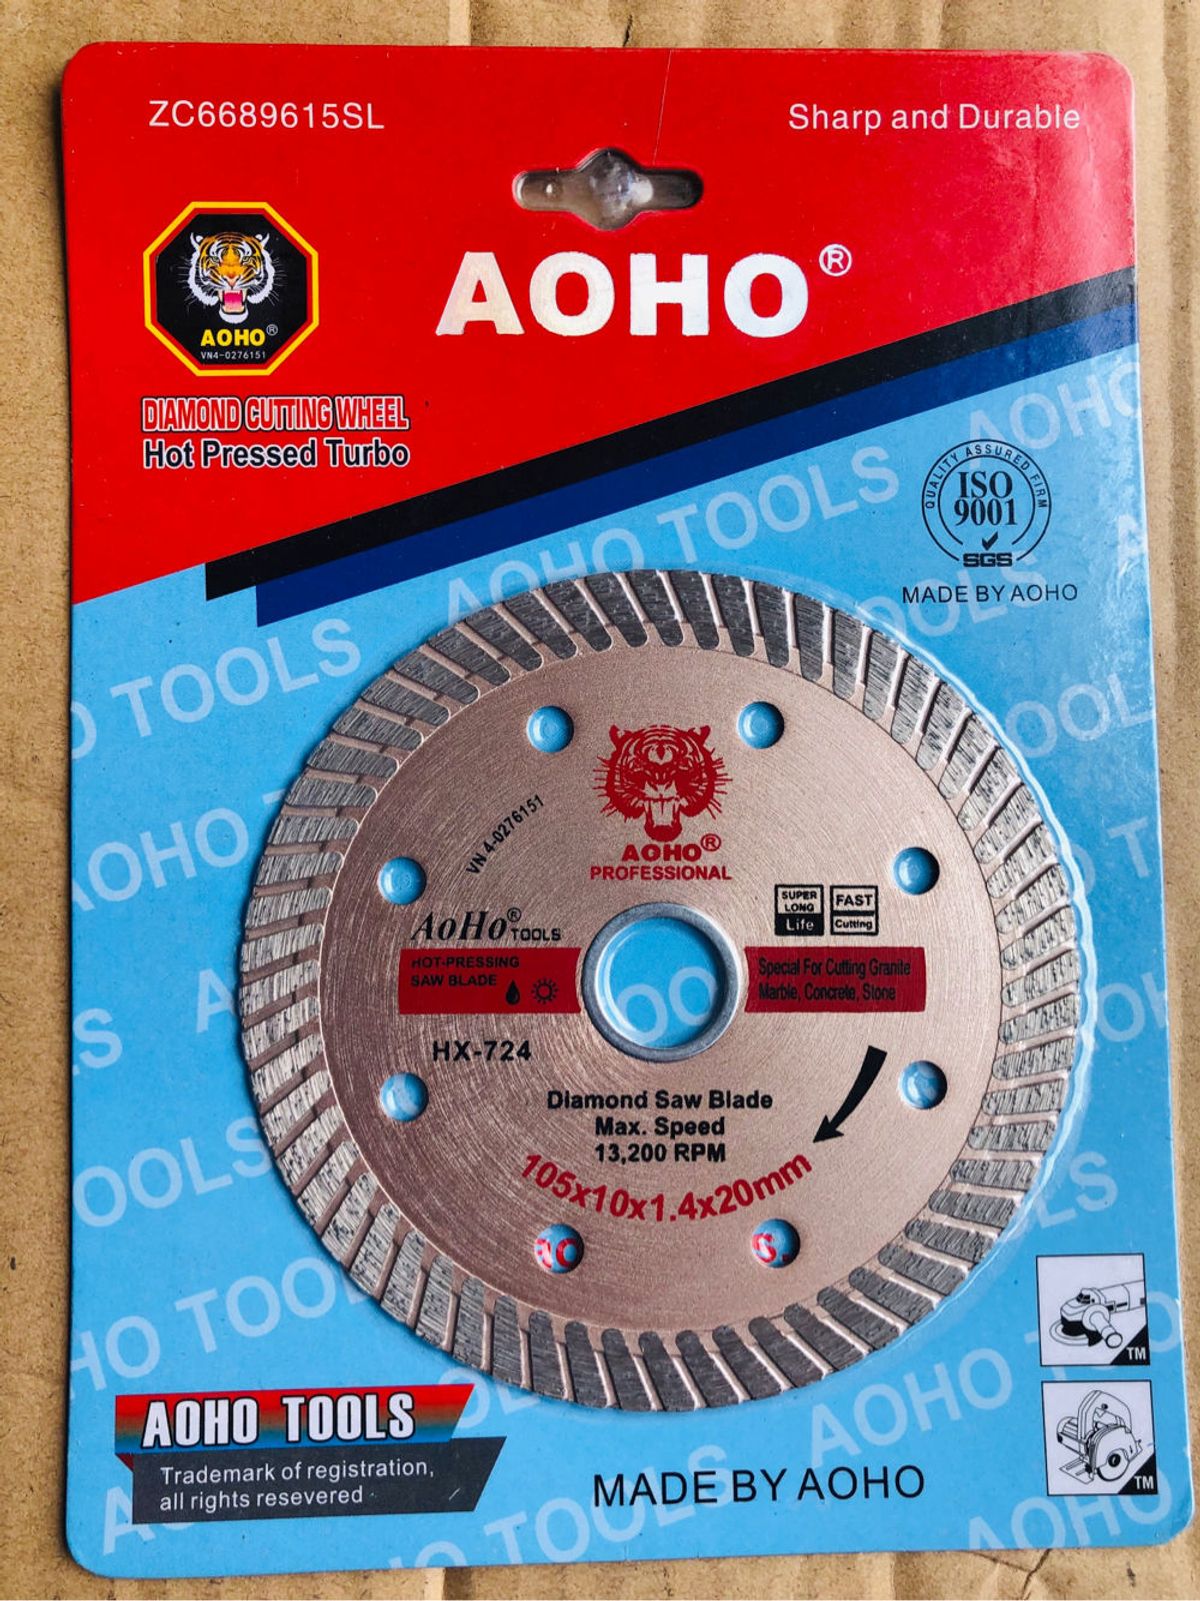 ZC6689615SL
Sharp and Durable
AOHO®
AOHO®
VN4-0276151
DIAMOND CUTTING WHEEL
Hot Pressed Turbo
QUALITY ASSURED FIRM
ISO
9001
SGS
MADE BY AOHO
AOHO TOOLS
VN 4-0276151
AOHO®
PROFESSIONAL
AoHo® TOOLS
SUPER
LONG
Life
FAST
Cutting
HOT-PRESSING
SAW BLADE
Special For Cutting Granite
Marble, Concrete, Stone
HX-724
Diamond Saw Blade
Max. Speed
13,200 RPM
105x10x1.4x20mm
TM
TM
AOHO TOOLS
Trademark of registration,
all rights resevered
MADE BY AOHO